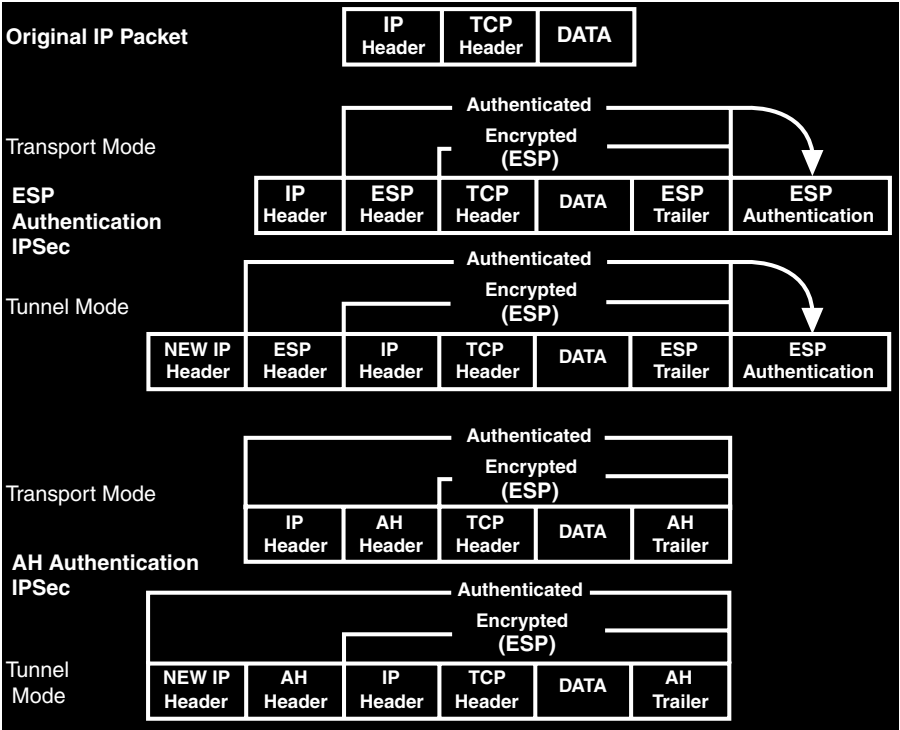 Original IP Packet
IP Header TCP Header DATA
Authenticated
Encrypted
(ESP)
Transport Mode
IP Header ESP Header TCP Header DATA ESP Trailer ESP Authentication
ESP
Authentication
IPSec
Authenticated
Encrypted
(ESP)
Tunnel Mode
NEW IP Header ESP Header IP Header TCP Header DATA ESP Trailer ESP Authentication
Authenticated
Encrypted
(ESP)
Transport Mode
IP Header AH Header TCP Header DATA AH Trailer
AH Authentication
IPSec
Authenticated
Encrypted
(ESP)
Tunnel
Mode
NEW IP Header AH Header IP Header TCP Header DATA AH Trailer